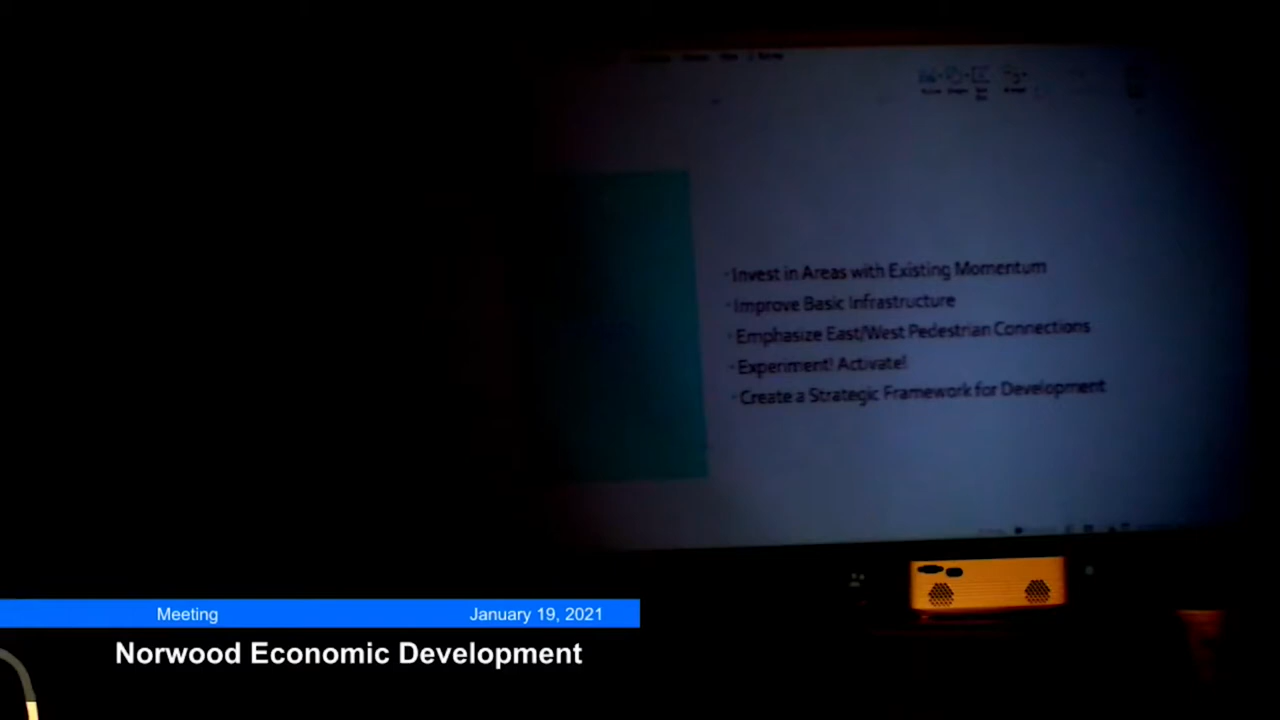 · Invest in Areas with Existing Momentum
· Improve Basic Infrastructure
· Emphasize East/West Pedestrian Connections
· Experiment! Activate!
· Create a Strategic Framework for Development
Meeting January 19, 2021
Norwood Economic Development